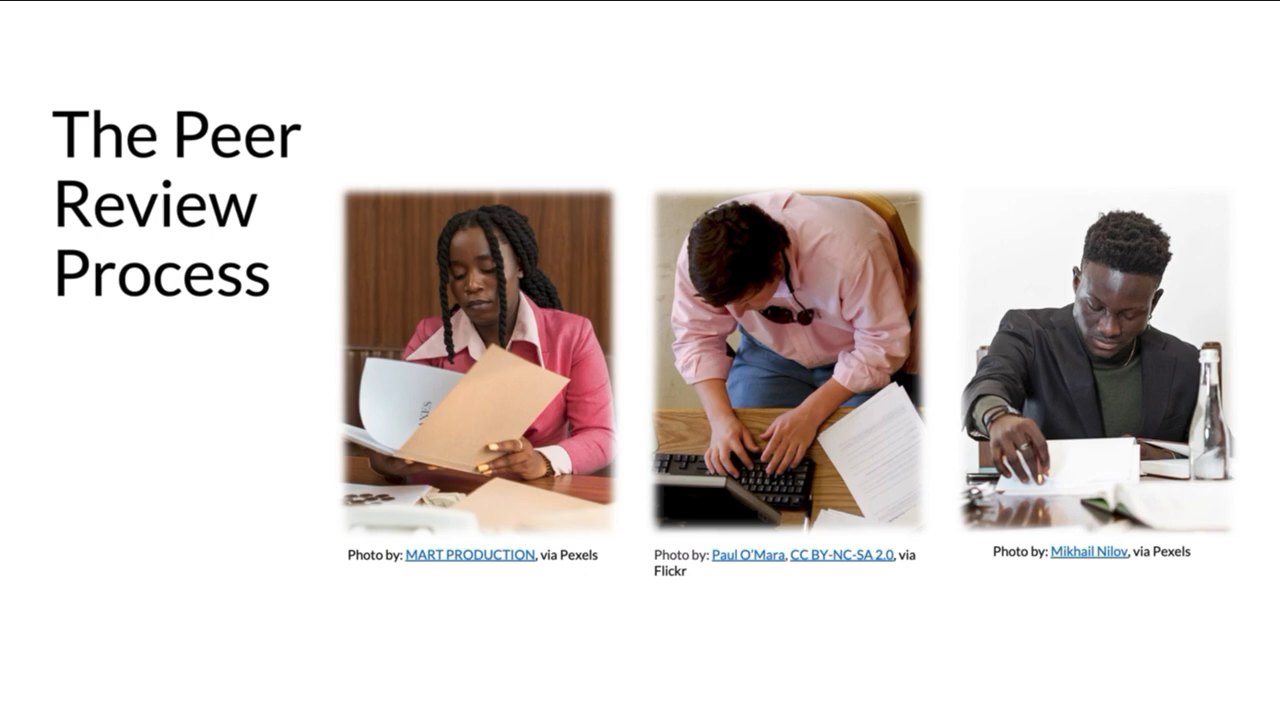 The Peer
Review
Process
XES
Photo by: MART PRODUCTION, via Pexels
Photo by: Paul O'Mara, CC BY-NC-SA 2.0, via
Flickr
Photo by: Mikhail Nilov, via Pexels